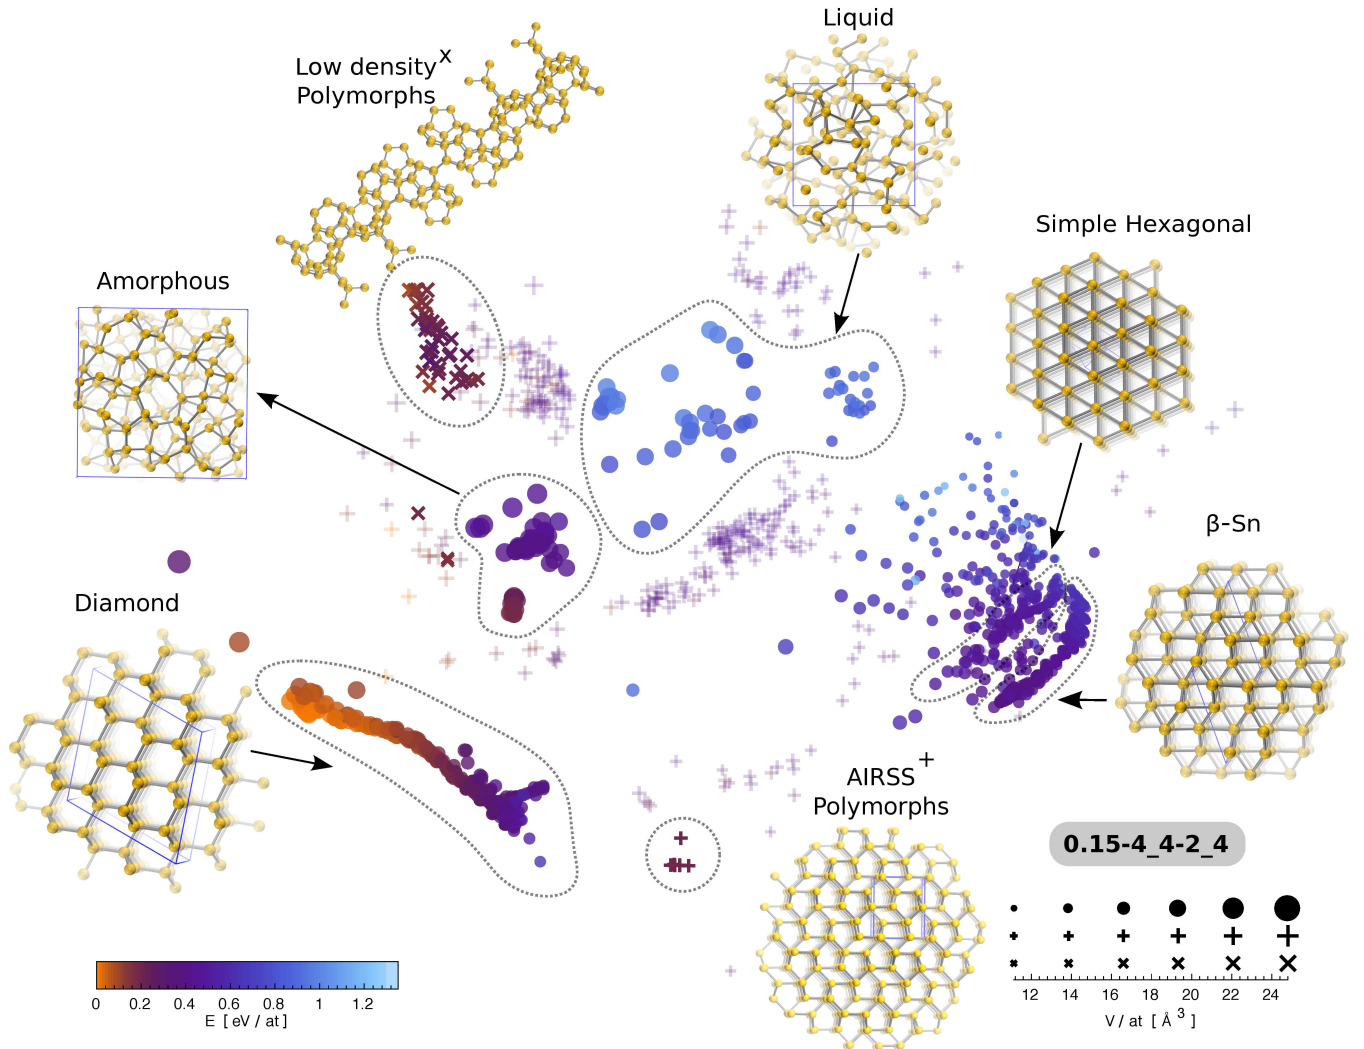 Liquid
Low density x
Polymorphs
Simple Hexagonal
Amorphous
β-Sn
Diamond
AIRSS +
Polymorphs
0.15-4_4-2_4
0 0.2 0.4 0.6 0.8 1 1.2
E [ eV / at ]
12 14 16 18 20 22 24
V / at [ Å 3 ]